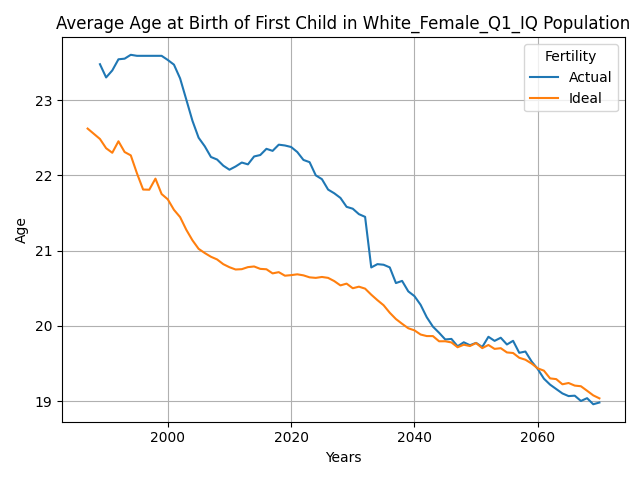 Average Age at Birth of First Child in White_Female_Q1_IQ Population
Fertility
Actual
Ideal
Age
23
22
21
20
19
2000
2020
2040
2060
Years